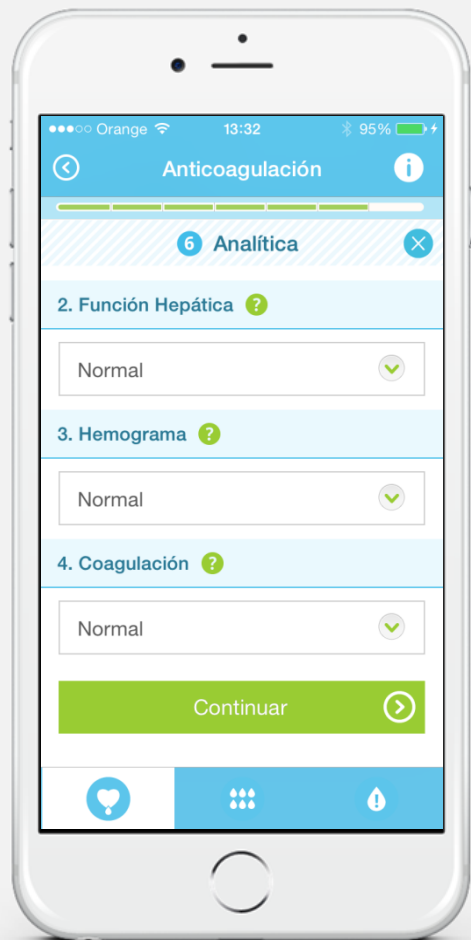 Orange 13:32 95%
Anticoagulación i
6 Analítica
2. Función Hepática ?
Normal
3. Hemograma ?
Normal
4. Coagulación ?
Normal
Continuar
!